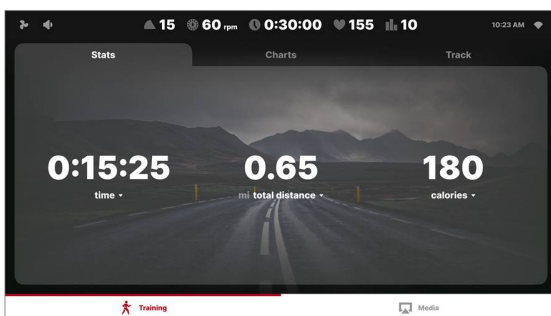 15 60 rpm 0:30:00 155 10 10:23 AM
Stats Charts Track
0:15:25 0.65 180
time mi total distance calories
Training Media